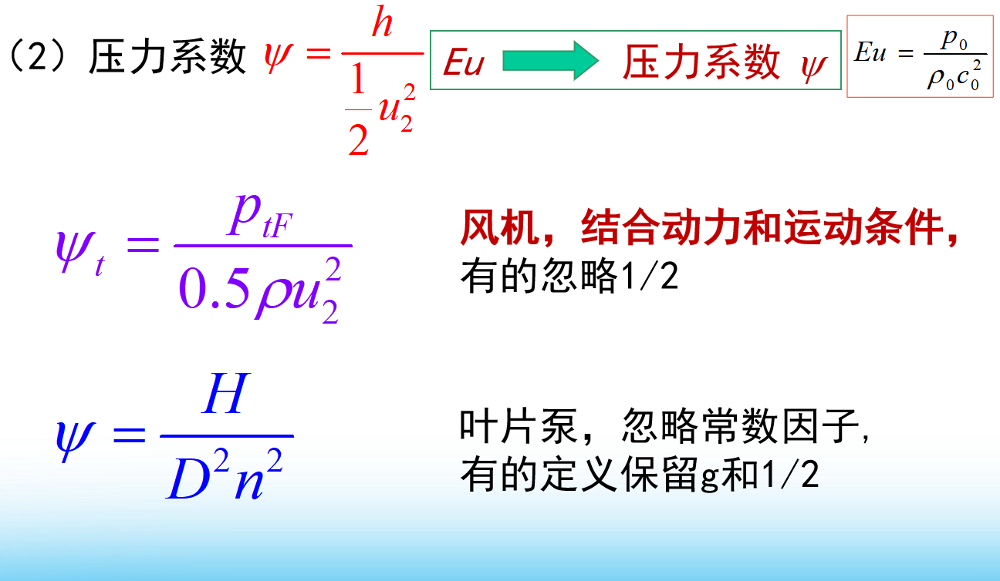 （2）压力系数 ψ = h / (1/2 u₂²) Eu 压力系数 ψ Eu = p₀ / (ρ₀c₀²)
ψₜ = p_tF / (0.5ρu₂²)
风机，结合动力和运动条件，
有的忽略1/2
ψ = H / (D²n²)
叶片泵，忽略常数因子,
有的定义保留g和1/2